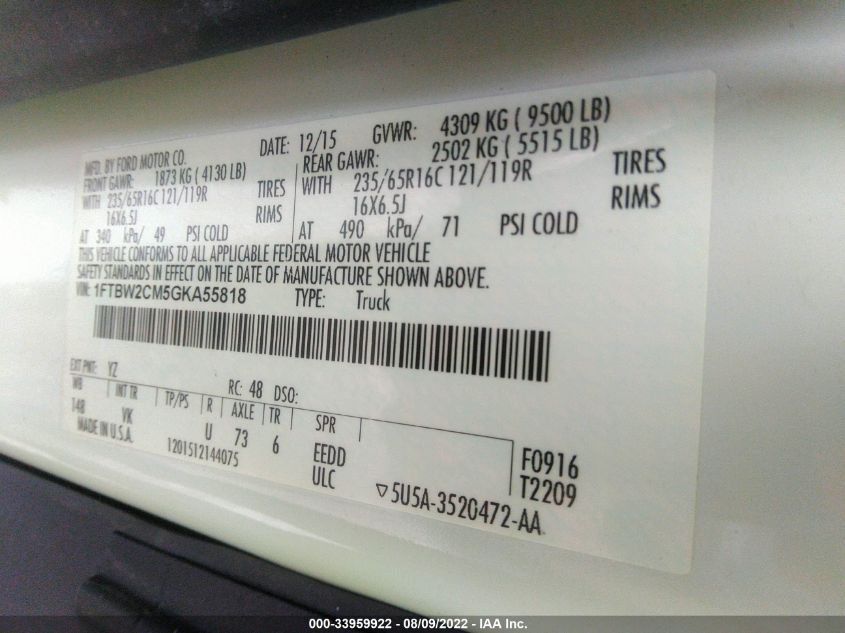 MFD. BY FORD MOTOR CO.
DATE: 12/15 GVWR: 4309 KG ( 9500 LB)
FRONT GAWR: 1873 KG ( 4130 LB)
REAR GAWR: 2502 KG ( 5515 LB)
WITH 235/65R16C 121/119R TIRES
WITH 235/65R16C 121/119R TIRES
16X6.5J RIMS
16X6.5J RIMS
AT 340 kPa/ 49 PSI COLD
AT 490 kPa/ 71 PSI COLD
THIS VEHICLE CONFORMS TO ALL APPLICABLE FEDERAL MOTOR VEHICLE
SAFETY STANDARDS IN EFFECT ON THE DATE OF MANUFACTURE SHOWN ABOVE.
VIN: 1FTBW2CM5GKA55818 TYPE: Truck
EXT PNT: YZ RC: 48 DSO:
WB INT TR TP/PS R AXLE TR SPR
148 VK U 73 6 EEDD F0916
MADE IN U.S.A. 1201512144075 ULC T2209
▽5U5A-3520472-AA
000-33959922 - 08/09/2022 - IAA Inc.